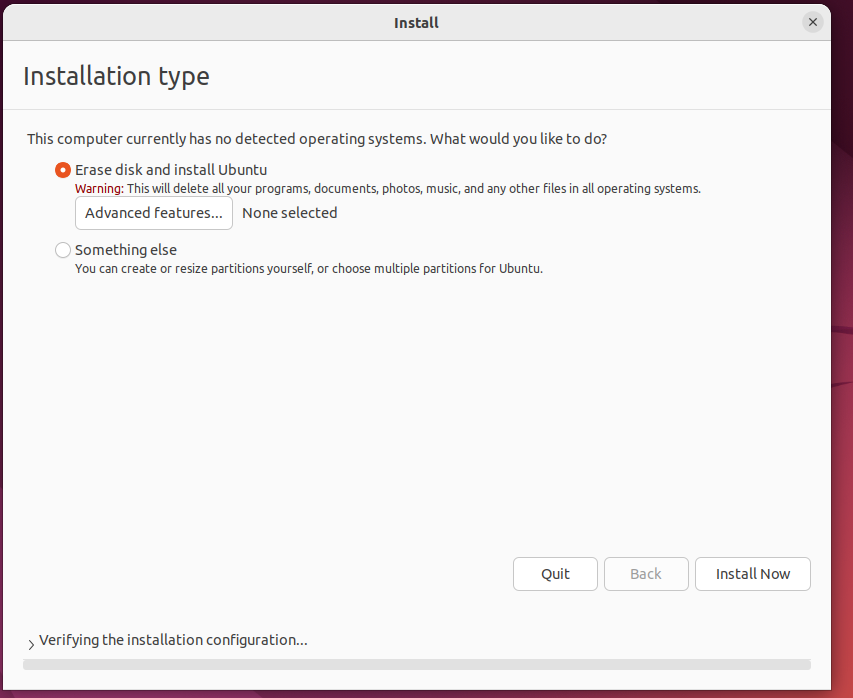 Install
Installation type
This computer currently has no detected operating systems. What would you like to do?
Erase disk and install Ubuntu
Warning: This will delete all your programs, documents, photos, music, and any other files in all operating systems.
Advanced features... None selected
Something else
You can create or resize partitions yourself, or choose multiple partitions for Ubuntu.
Quit Back Install Now
Verifying the installation configuration...